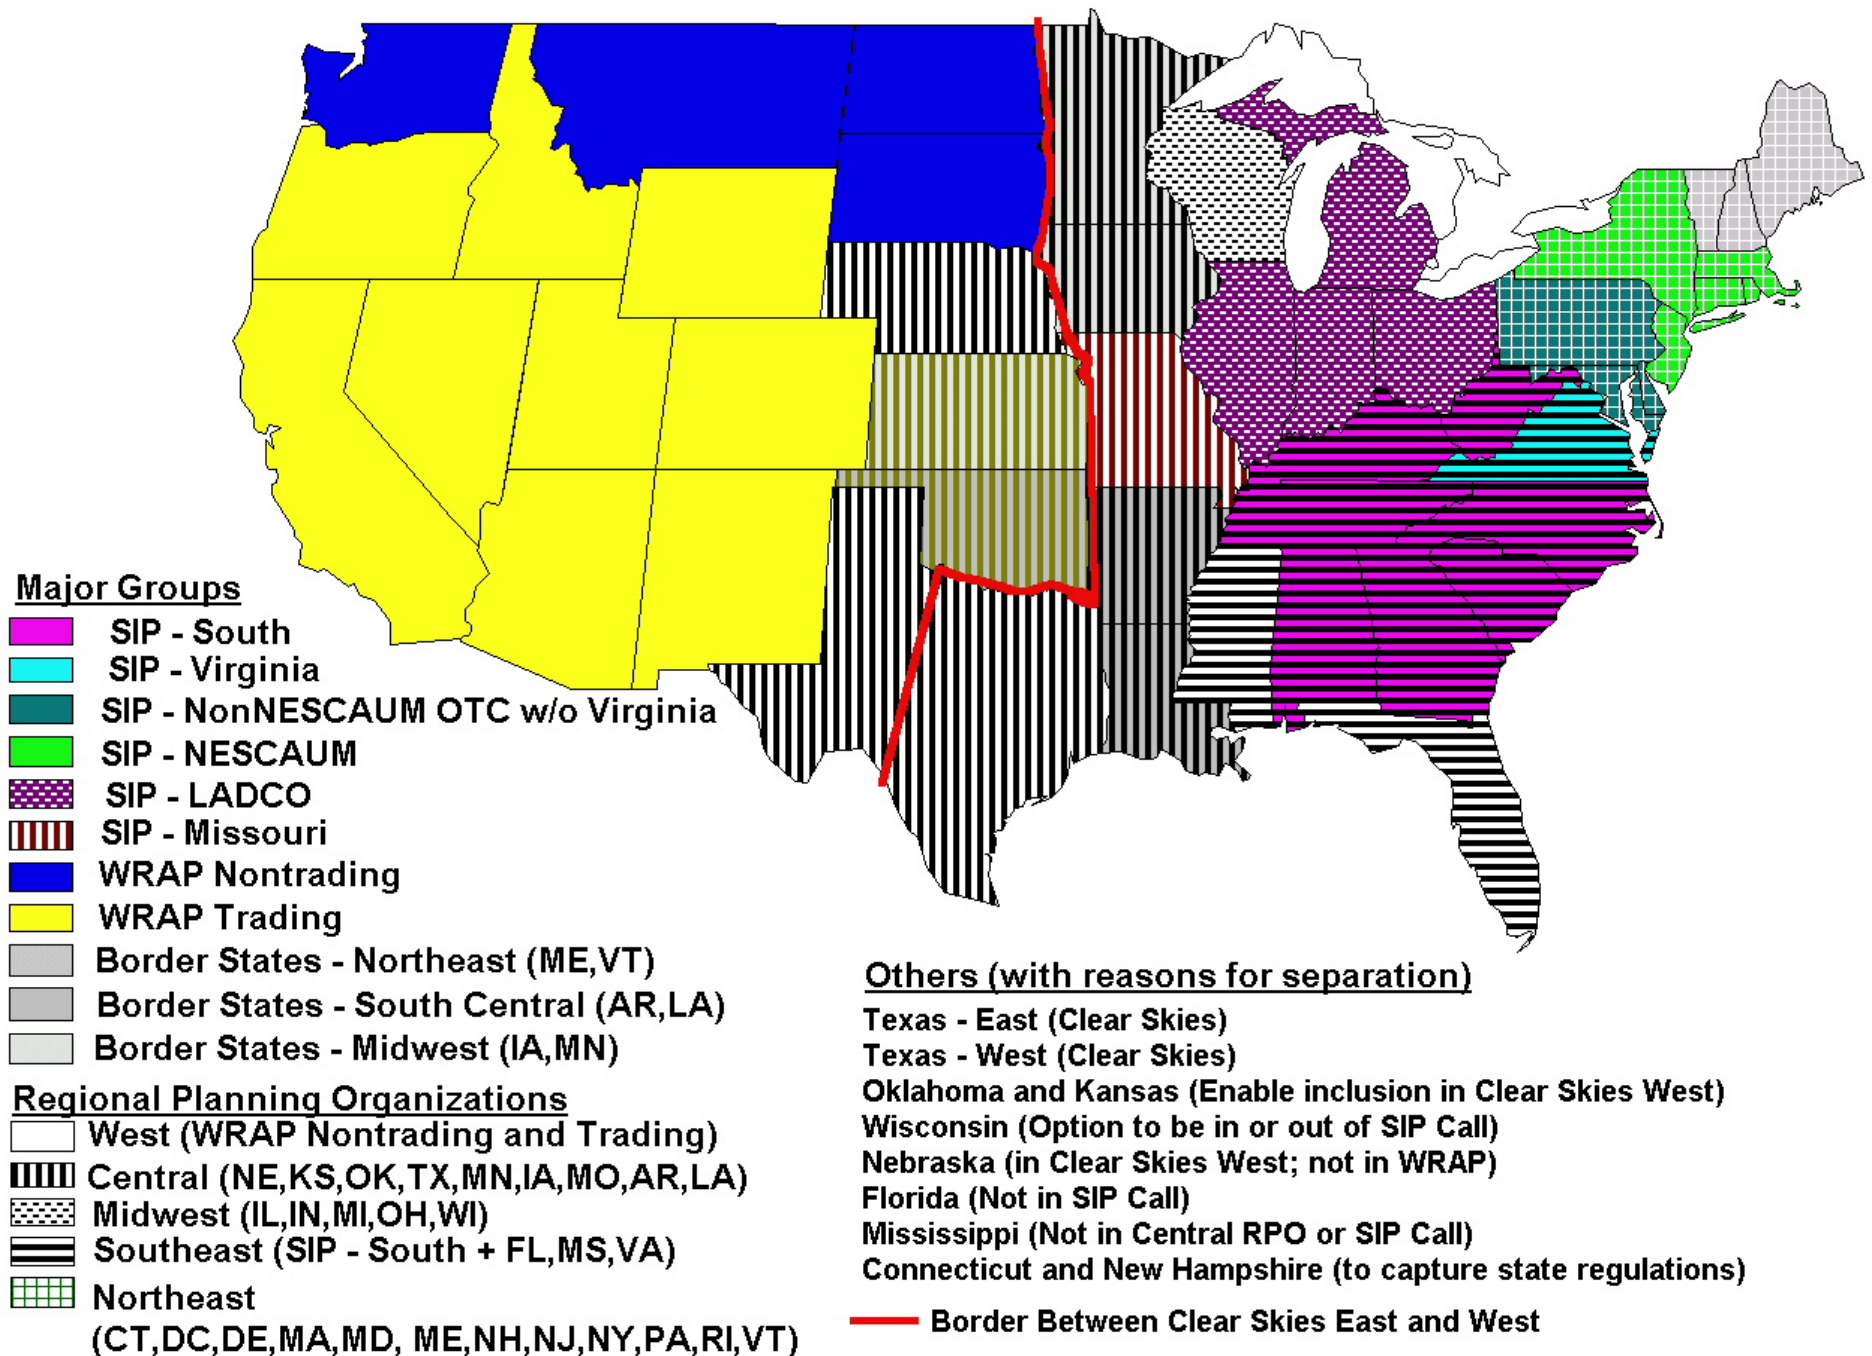 Major Groups
SIP - South
SIP - Virginia
SIP - NonNESCAUM OTC w/o Virginia
SIP - NESCAUM
SIP - LADCO
SIP - Missouri
WRAP Nontrading
WRAP Trading
Border States - Northeast (ME,VT)
Border States - South Central (AR,LA)
Border States - Midwest (IA,MN)
Regional Planning Organizations
West (WRAP Nontrading and Trading)
Central (NE,KS,OK,TX,MN,IA,MO,AR,LA)
Midwest (IL,IN,MI,OH,WI)
Southeast (SIP - South + FL,MS,VA)
Northeast
(CT,DC,DE,MA,MD, ME,NH,NJ,NY,PA,RI,VT)
Others (with reasons for separation)
Texas - East (Clear Skies)
Texas - West (Clear Skies)
Oklahoma and Kansas (Enable inclusion in Clear Skies West)
Wisconsin (Option to be in or out of SIP Call)
Nebraska (in Clear Skies West; not in WRAP)
Florida (Not in SIP Call)
Mississippi (Not in Central RPO or SIP Call)
Connecticut and New Hampshire (to capture state regulations)
Border Between Clear Skies East and West